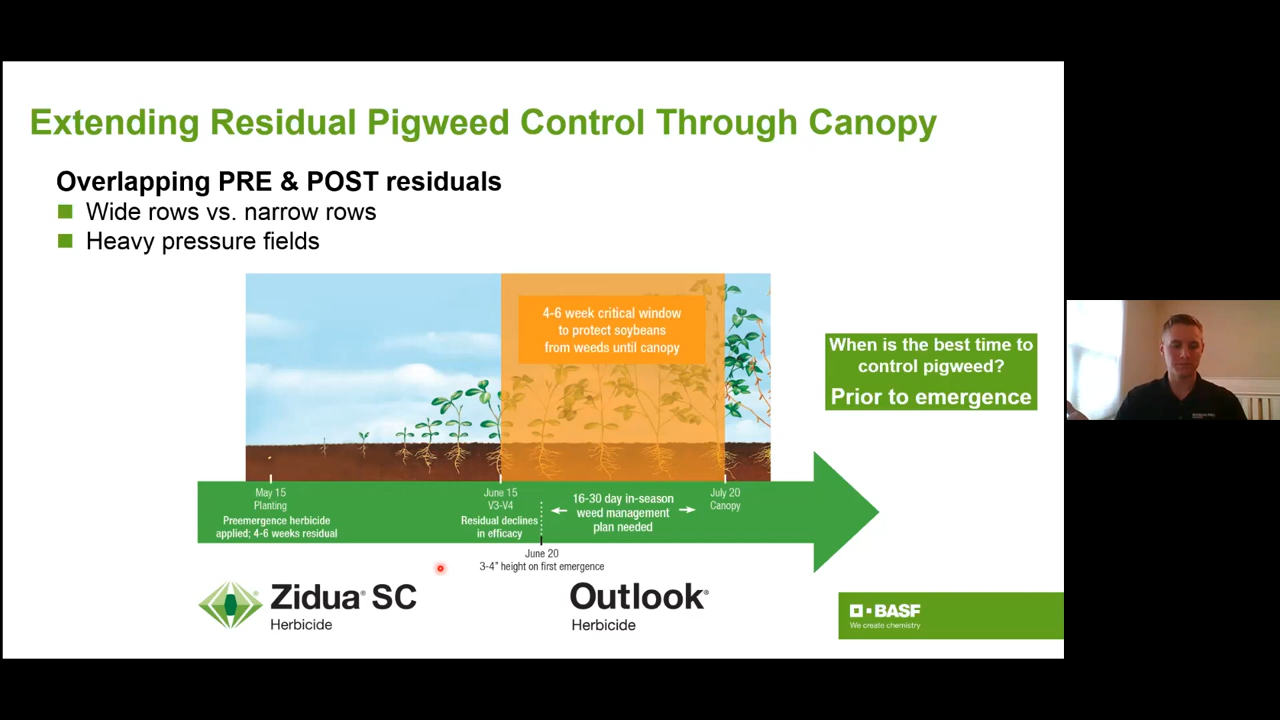 Extending Residual Pigweed Control Through Canopy
Overlapping PRE & POST residuals
Wide rows vs. narrow rows
Heavy pressure fields
4-6 week critical window
to protect soybeans
from weeds until canopy
When is the best time to
control pigweed?
Prior to emergence
May 15
Planting
Preemergence herbicide
applied; 4-6 weeks residual
June 15
V3-V4
Residual declines
in efficacy
16-30 day in-season
weed management
plan needed
July 20
Canopy
June 20
3-4" height on first emergence
Zidua® SC
Herbicide
Outlook®
Herbicide
BASF
We create chemistry